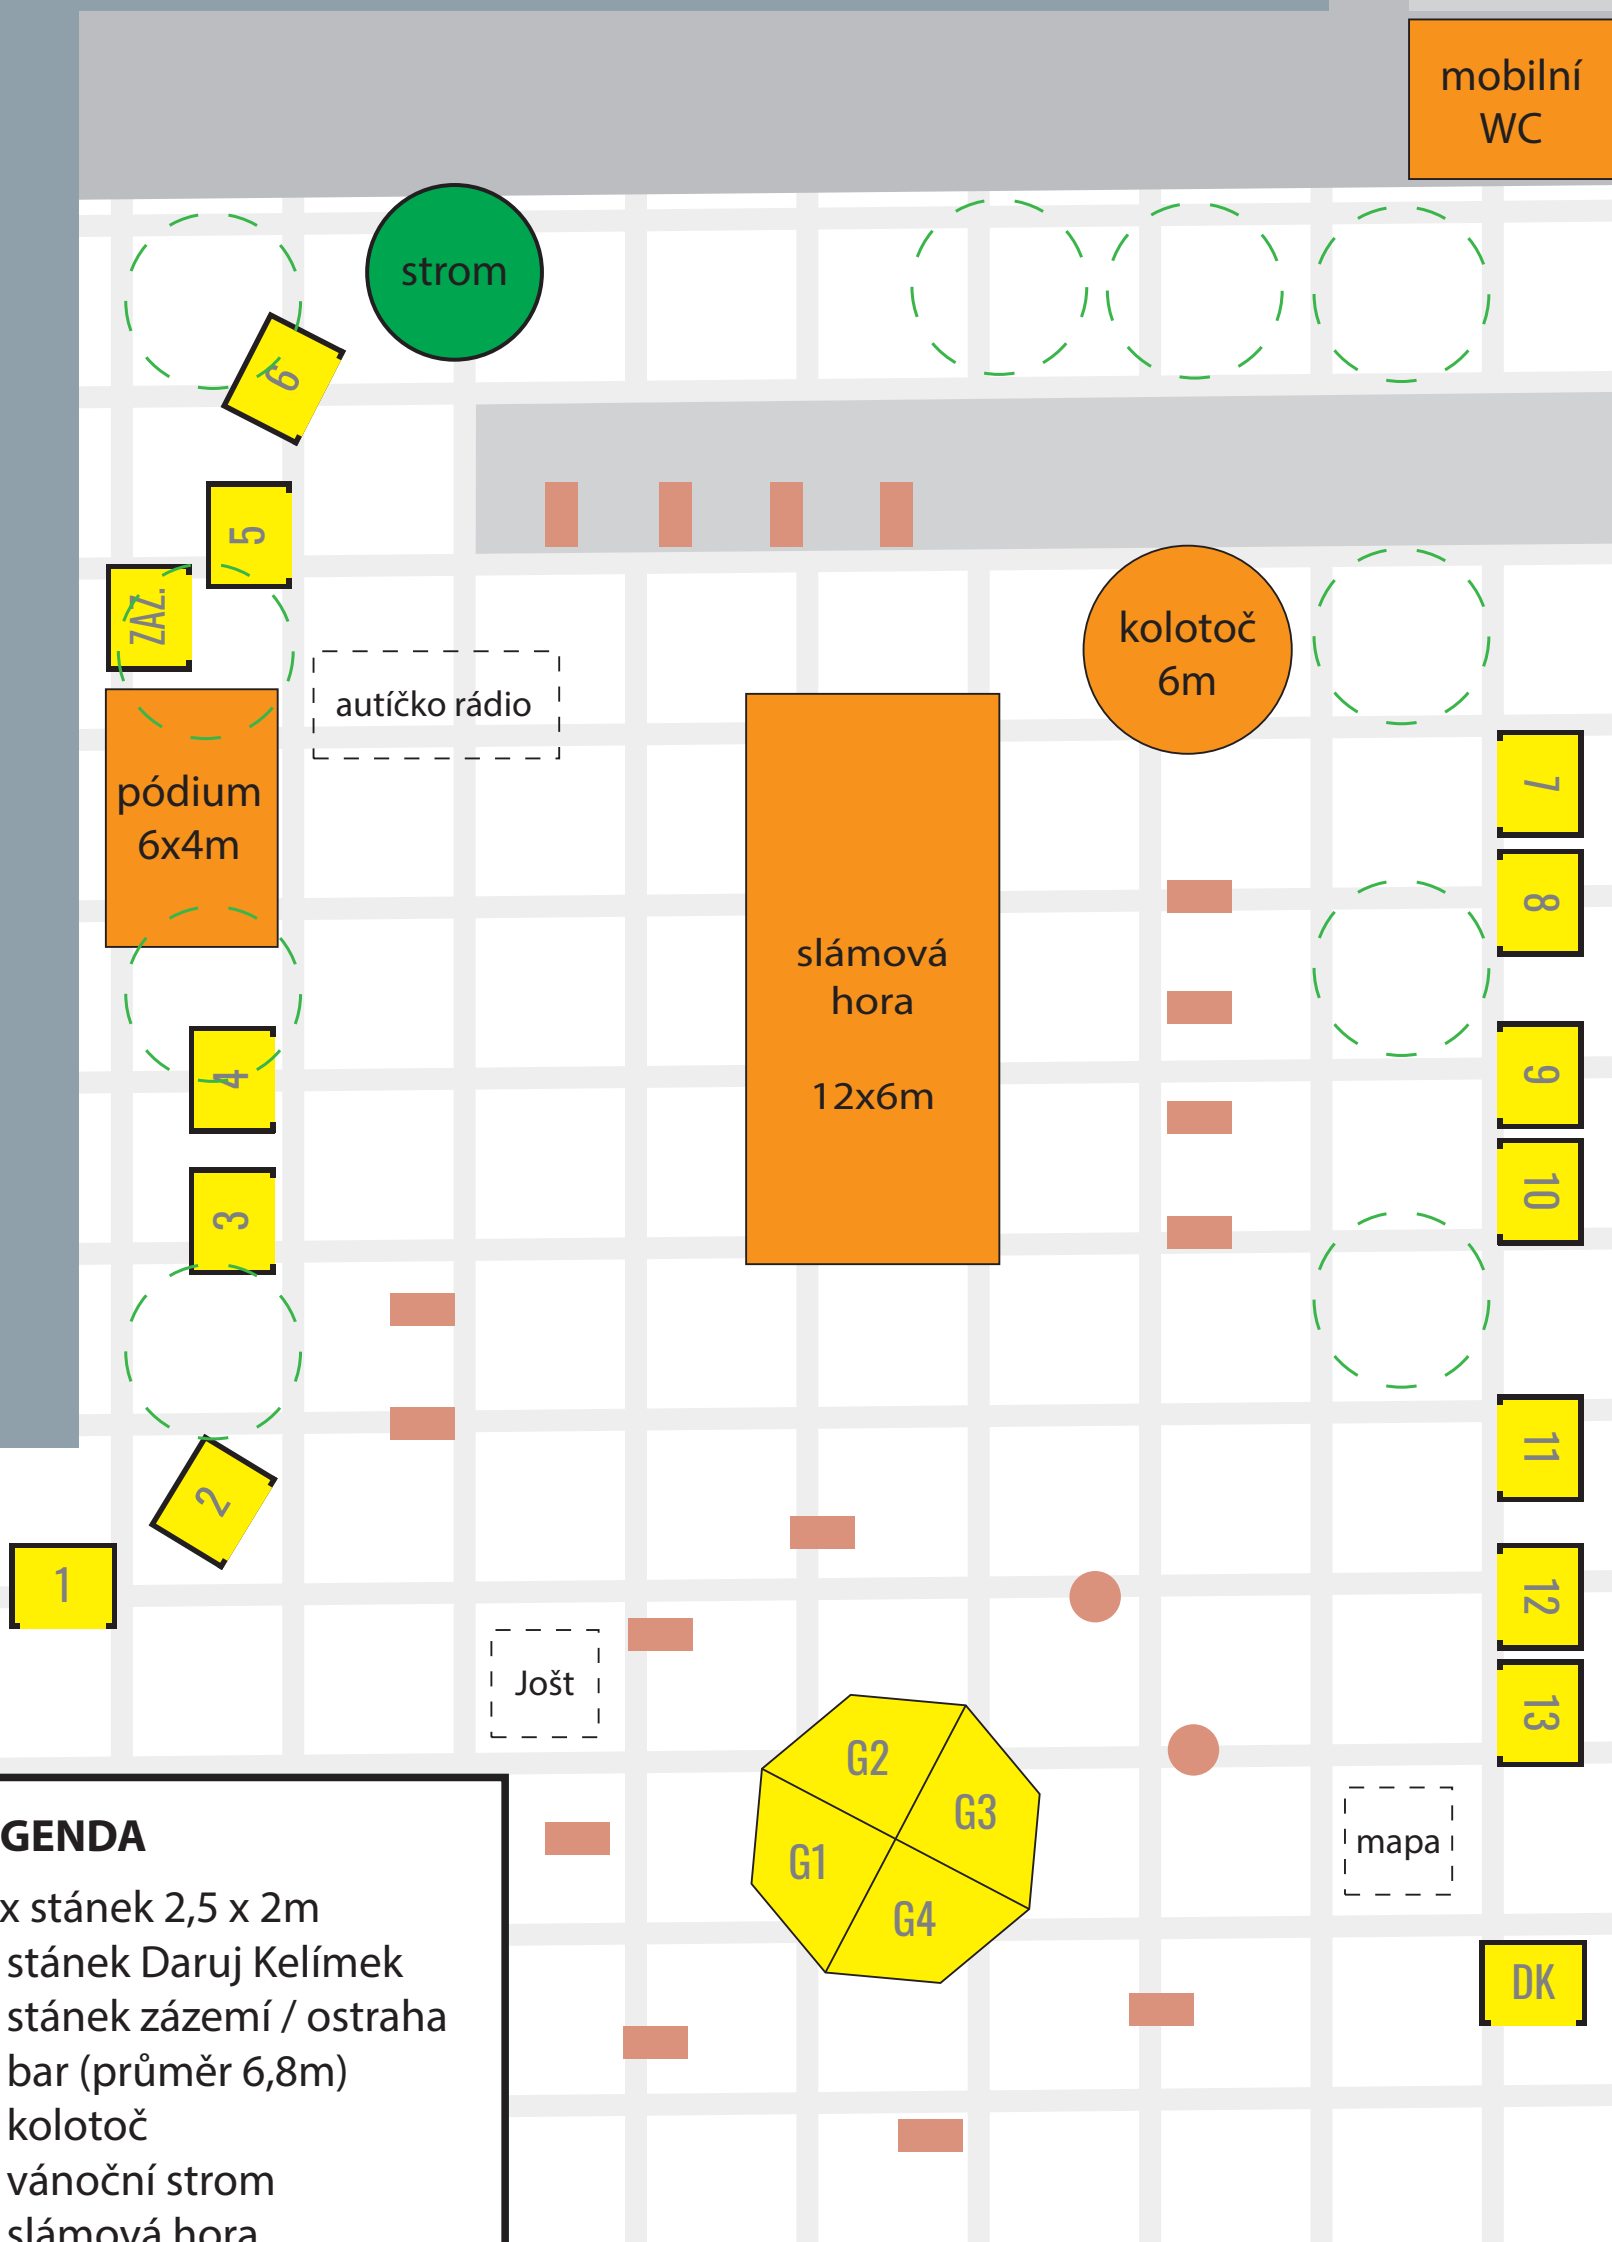 mobilní
WC
strom
6
5
ZÁZ.
autíčko rádio
kolotoč
6m
pódium
6x4m
7
8
slámová
hora
12x6m
4
9
3
10
2
11
1
12
Jošt
13
G2
G3
G1
G4
mapa
DK
GENDA
x stánek 2,5 x 2m
stánek Daruj Kelímek
stánek zázemí / ostraha
bar (průměr 6,8m)
kolotoč
vánoční strom
slámová hora